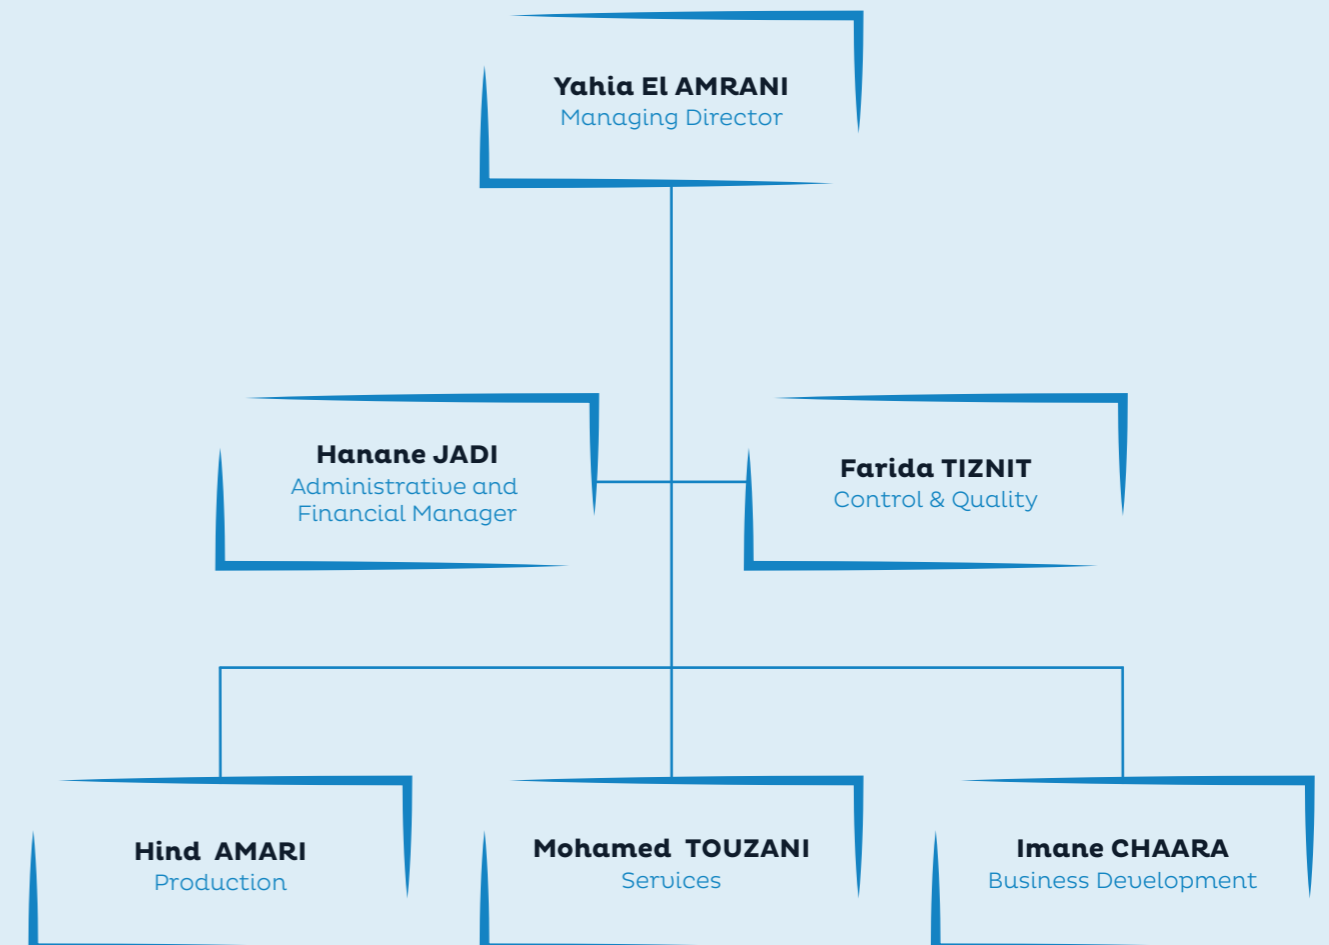 Yahia El AMRANI
Managing Director
Hanane JADI
Administrative and
Financial Manager
Farida TIZNIT
Control & Quality
Hind AMARI
Production
Mohamed TOUZANI
Services
Imane CHAARA
Business Development